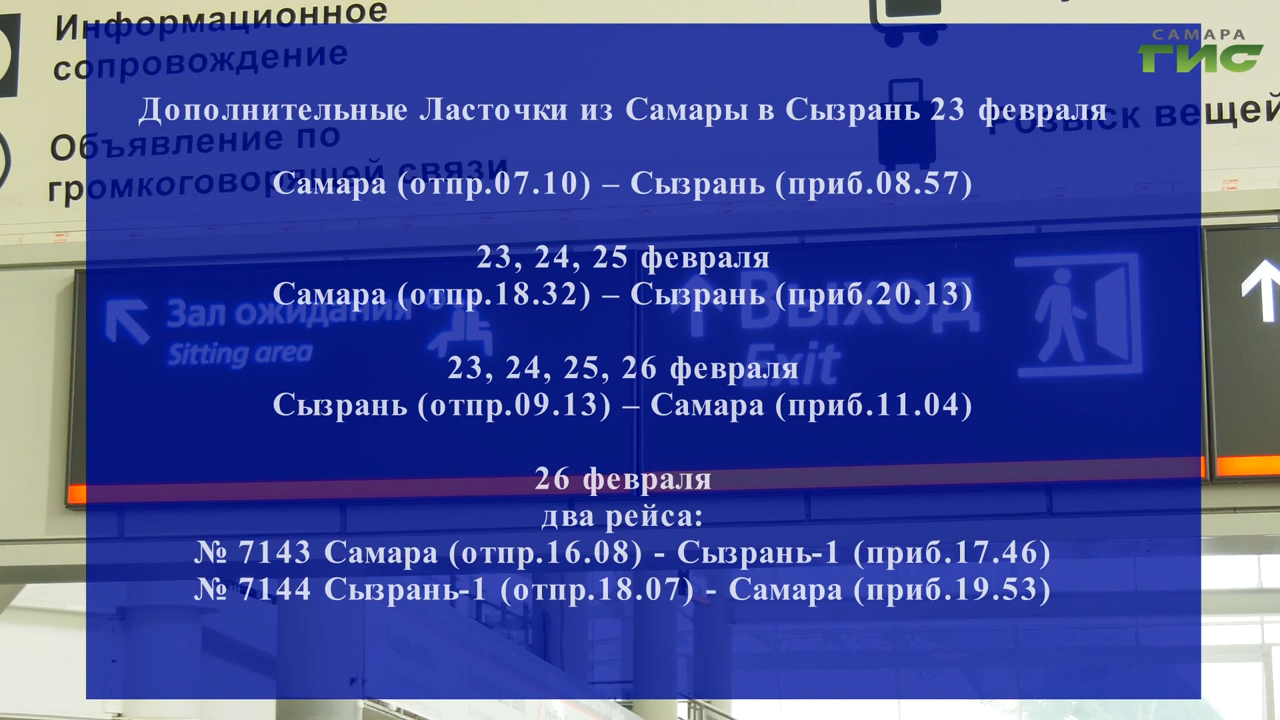 Информационное
сопровождение
Объявление по
громкоговорящей связи
Розыск вещей
САМАРА
ГИС
Дополнительные Ласточки из Самары в Сызрань 23 февраля
Самара (отпр.07.10) – Сызрань (приб.08.57)
23, 24, 25 февраля
Самара (отпр.18.32) – Сызрань (приб.20.13)
23, 24, 25, 26 февраля
Сызрань (отпр.09.13) – Самара (приб.11.04)
26 февраля
два рейса:
№ 7143 Самара (отпр.16.08) - Сызрань-1 (приб.17.46)
№ 7144 Сызрань-1 (отпр.18.07) - Самара (приб.19.53)
Зал ожидания
Sitting area
Выход
Exit